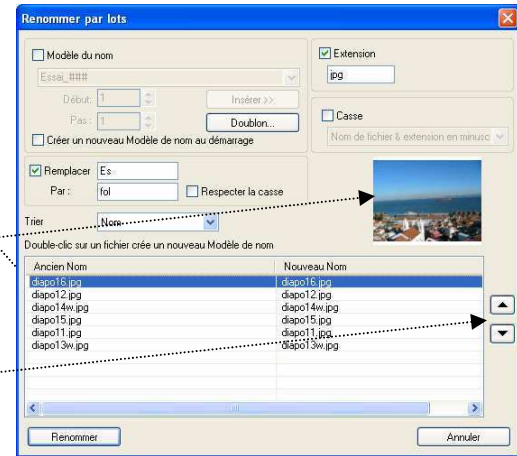 Renommer par lots
Modèle du nom
Essai_###
Début: 1
Insérer >>
Pas: 1
Doublon...
Créer un nouveau Modèle de nom au démarrage
Extension
jpg
Casse
Nom de fichier & extension en minusc
Remplacer Es
Par : fol
Respecter la casse
Trier Nom
Double-clic sur un fichier crée un nouveau Modèle de nom
Ancien Nom Nouveau Nom
diapo16.jpg diapo16.jpg
diapo12.jpg diapo12.jpg
diapo14w.jpg diapo14w.jpg
diapo15.jpg diapo15.jpg
diapo11.jpg diapo11.jpg
diapo13w.jpg diapo13w.jpg
Renommer Annuler